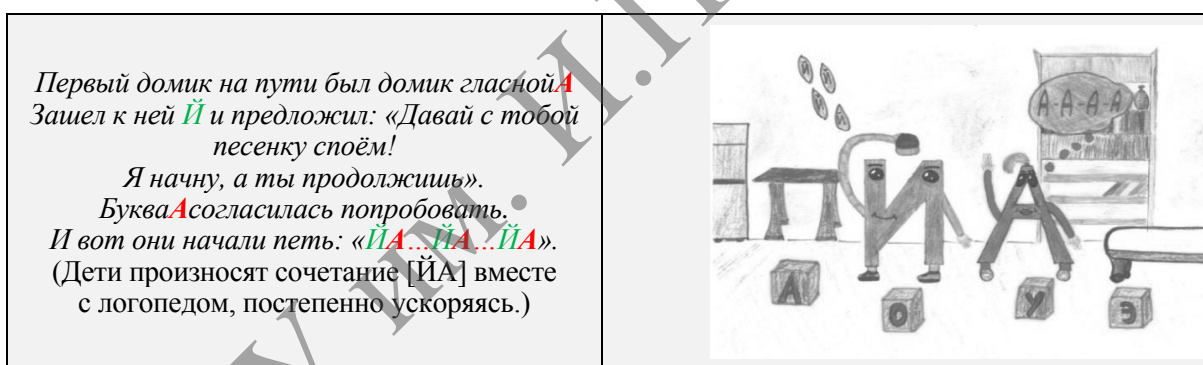 Первый домик на пути был домик гласнойА
Зашел к ней Й и предложил: «Давай с тобой
песенку споём!
Я начну, а ты продолжишь».
БукваАсогласилась попробовать.
И вот они начали петь: «ЙА…ЙА…ЙА».
(Дети произносят сочетание [ЙА] вместе
с логопедом, постепенно ускоряясь.)
А-А-А-А
Й А
А О У Э
У им. И.П